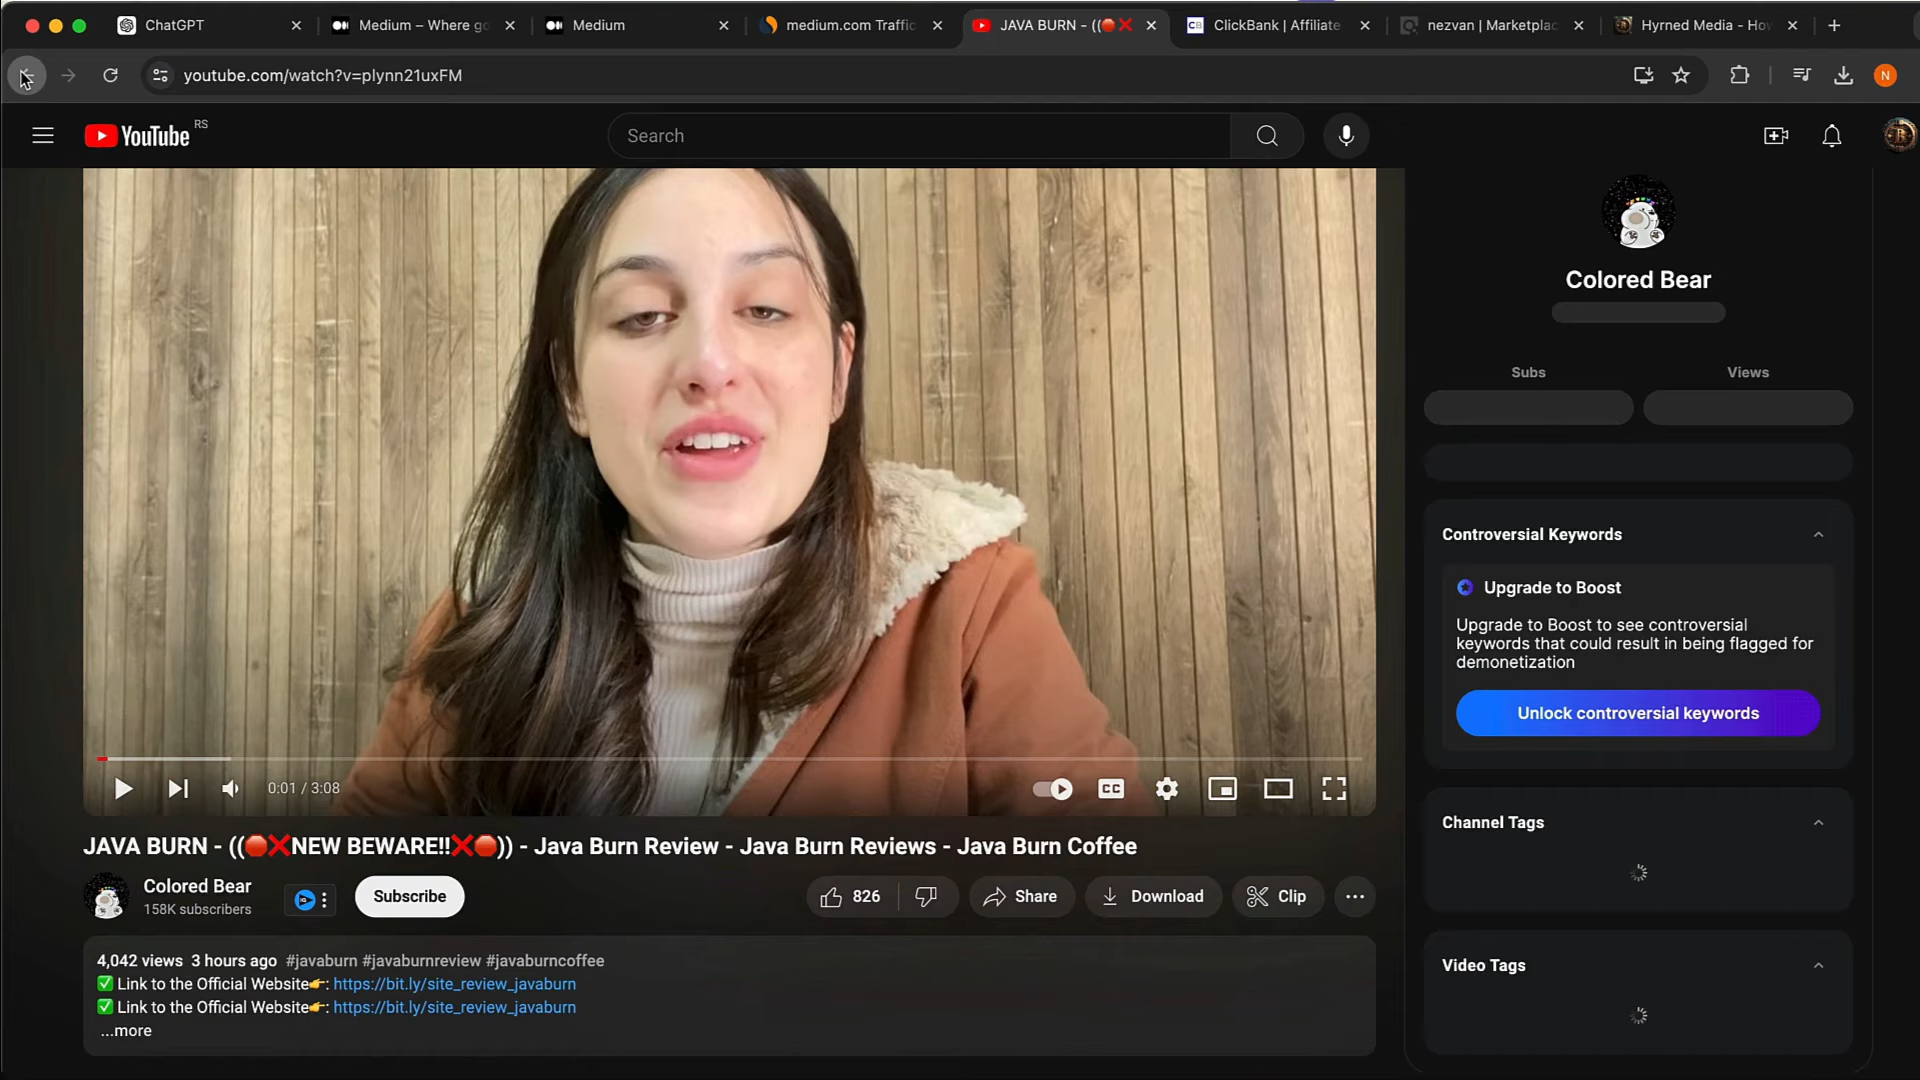 ChatGPT
Medium – Where go
Medium
medium.com Traffic
JAVA BURN - ((🛑❌
CB ClickBank | Affiliate
nezvan | Marketplac
Hyrned Media - How
youtube.com/watch?v=plynn21uxFM
N
YouTube RS
Search
Colored Bear
Subs Views
Controversial Keywords
Upgrade to Boost
Upgrade to Boost to see controversial
keywords that could result in being flagged for
demonetization
Unlock controversial keywords
Channel Tags
Video Tags
0:01 / 3:08
CC
JAVA BURN - ((🛑❌NEW BEWARE!!❌🛑)) - Java Burn Review - Java Burn Reviews - Java Burn Coffee
Colored Bear
158K subscribers
IQ
Subscribe
826
Share
Download
Clip
4,042 views 3 hours ago #javaburn #javaburnreview #javaburncoffee
✅ Link to the Official Website👉: https://bit.ly/site_review_javaburn
✅ Link to the Official Website👉: https://bit.ly/site_review_javaburn
...more